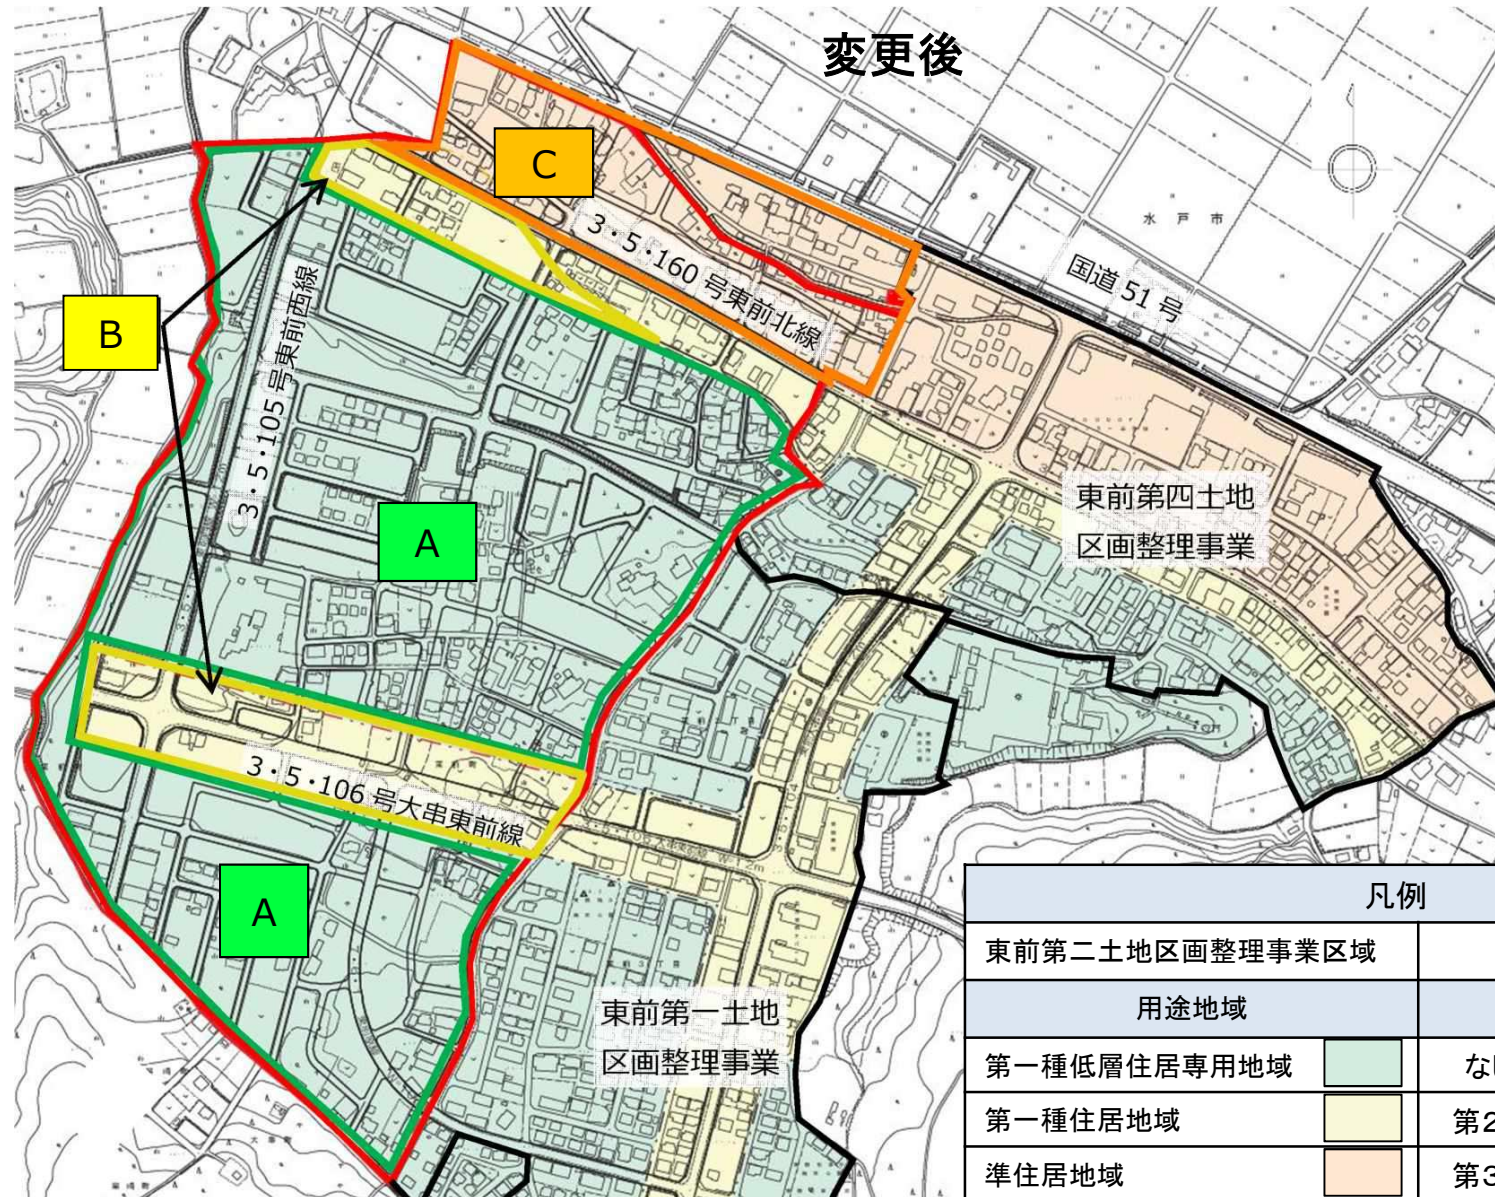 変更後
C
水戸市
国道 51 号
3・5・160 号東前北線
B
3・5・105 号東前西線
東前第四土地
区画整理事業
A
3・5・106 号大串東前線
A
東前第一土地
区画整理事業
凡例
東前第二土地区画整理事業区域
用途地域
第一種低層住居専用地域
第一種住居地域 第2
準住居地域 第3